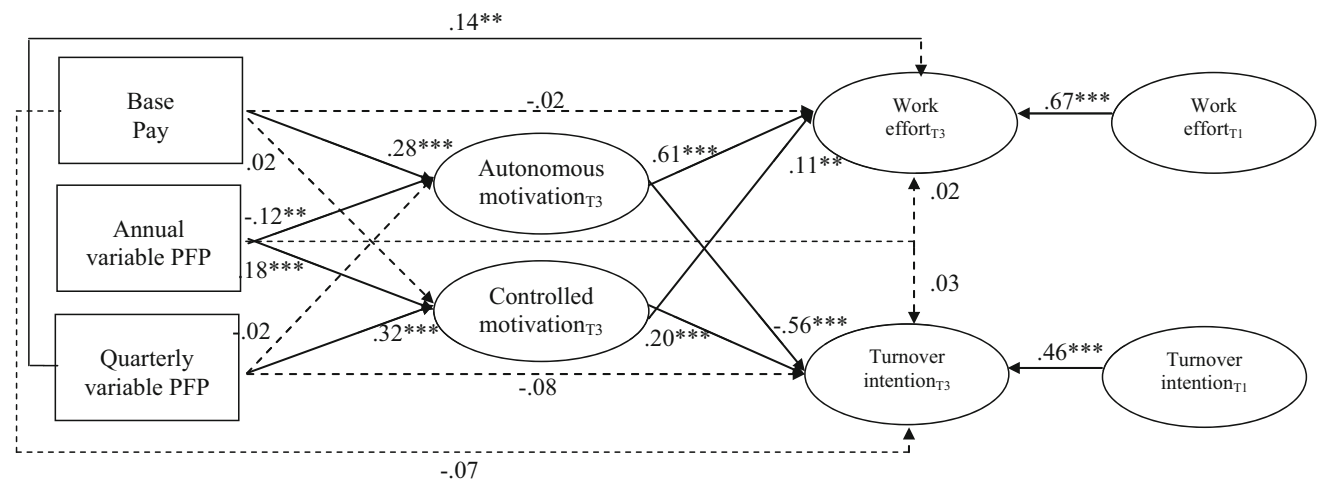 .14**
Base
Pay
-.02
Work
effortT3
.67***
Work
effortT1
.02
.28***
Autonomous
motivationT3
.61***
.11**
.02
Annual
variable PFP
-.12**
.18***
.03
Controlled
motivationT3
-.02
.32***
.20***
-.56***
Quarterly
variable PFP
-.08
Turnover
intentionT3
.46***
Turnover
intentionT1
-.07